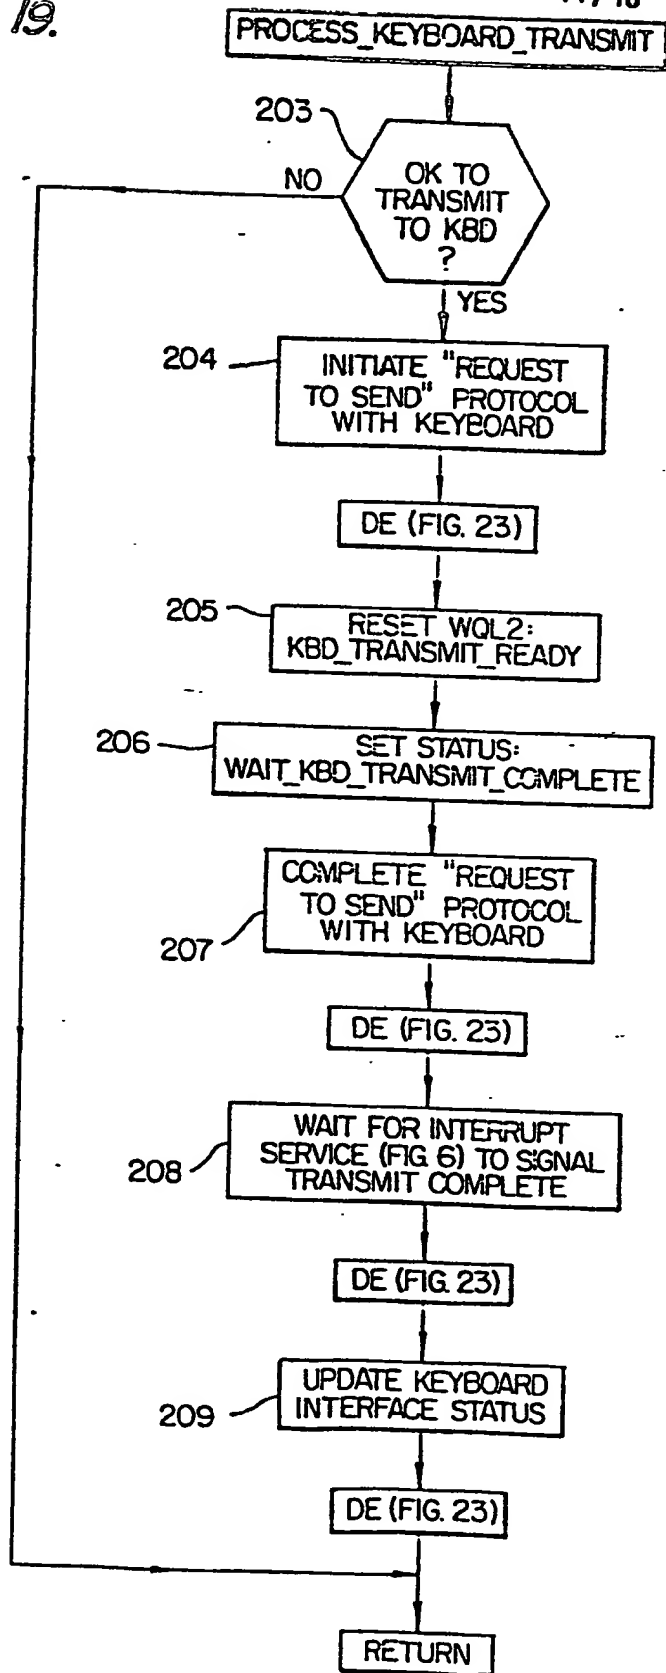 19.
PROCESS_KEYBOARD_TRANSMIT
203
OK TO
TRANSMIT
TO KBD
?
NO
YES
204
INITIATE "REQUEST
TO SEND" PROTOCOL
WITH KEYBOARD
DE (FIG. 23)
205
RESET WQL2:
KBD_TRANSMIT_READY
206
SET STATUS:
WAIT_KBD_TRANSMIT_COMPLETE
COMPLETE "REQUEST
TO SEND" PROTOCOL
WITH KEYBOARD
207
DE (FIG. 23)
WAIT FOR INTERRUPT
SERVICE (FIG. 6) TO SIGNAL
TRANSMIT COMPLETE
208
DE (FIG. 23)
UPDATE KEYBOARD
INTERFACE STATUS
209
DE (FIG. 23)
RETURN